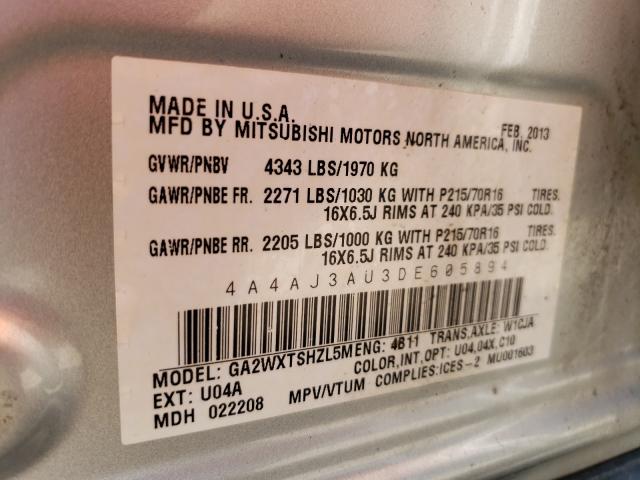 MADE IN U.S.A. FEB. 2013
MFD BY MITSUBISHI MOTORS NORTH AMERICA, INC.
GVWR/PNBV 4343 LBS/1970 KG
GAWR/PNBE FR. 2271 LBS/1030 KG WITH P215/70R16 TIRES.
16X6.5J RIMS AT 240 KPA/35 PSI COLD.
GAWR/PNBE RR. 2205 LBS/1000 KG WITH P215/70R16 TIRES.
16X6.5J RIMS AT 240 KPA/35 PSI COLD.
4A4AJ3AU3DE605894
MODEL: GA2WXTSHZL5M ENG: 4B11 TRANS.AXLE: W1CJA
EXT: U04A COLOR,INT.OPT: U04,04X,C10
MDH 022208 MPV/VTUM COMPLIES:ICES-2 MU001603